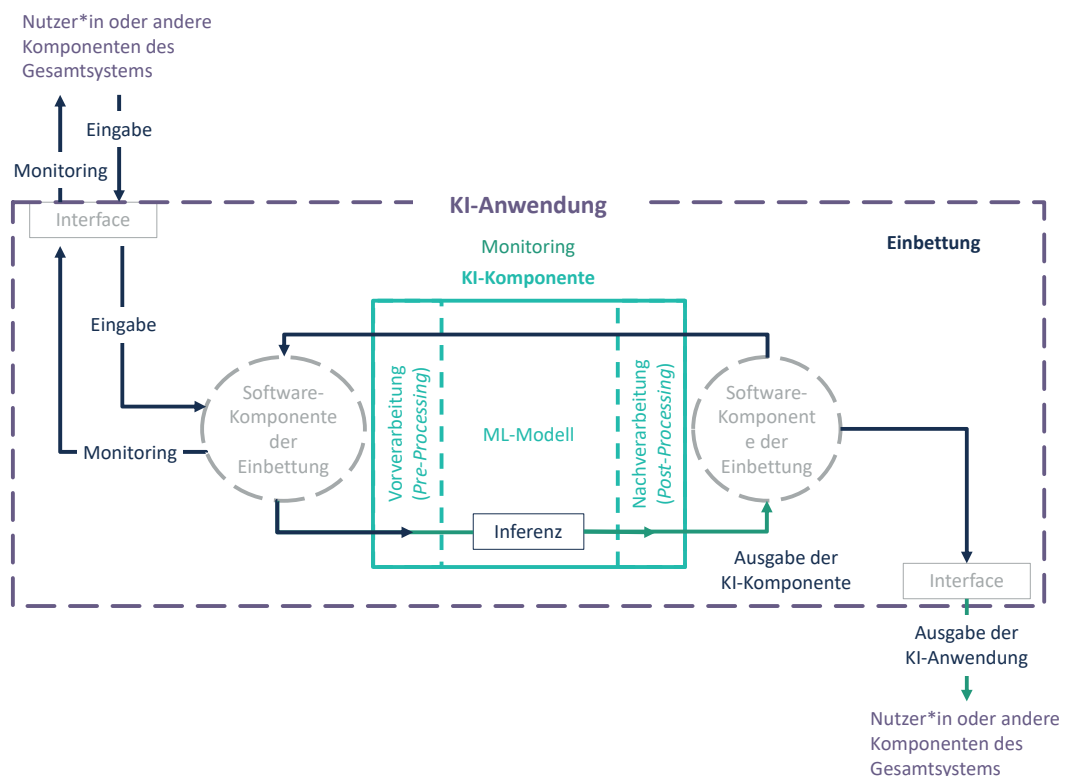 Nutzer*in oder andere
Komponenten des
Gesamtsystems
Eingabe
Monitoring
Interface
KI-Anwendung
Monitoring
KI-Komponente
Einbettung
Eingabe
Monitoring
Software-
Komponente
der
Einbettung
Vorverarbeitung
(Pre-Processing)
ML-Modell
Inferenz
Nachverarbeitung
(Post-Processing)
Software-
Komponent
e der
Einbettung
Ausgabe der
KI-Komponente
Interface
Ausgabe der
KI-Anwendung
Nutzer*in oder andere
Komponenten des
Gesamtsystems